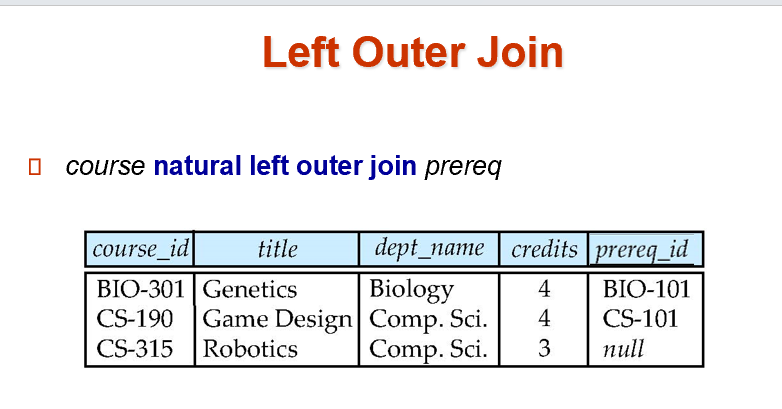 Left Outer Join
course natural left outer join prereq
course_id title dept_name credits prereq_id
BIO-301 Genetics Biology 4 BIO-101
CS-190 Game Design Comp. Sci. 4 CS-101
CS-315 Robotics Comp. Sci. 3 null